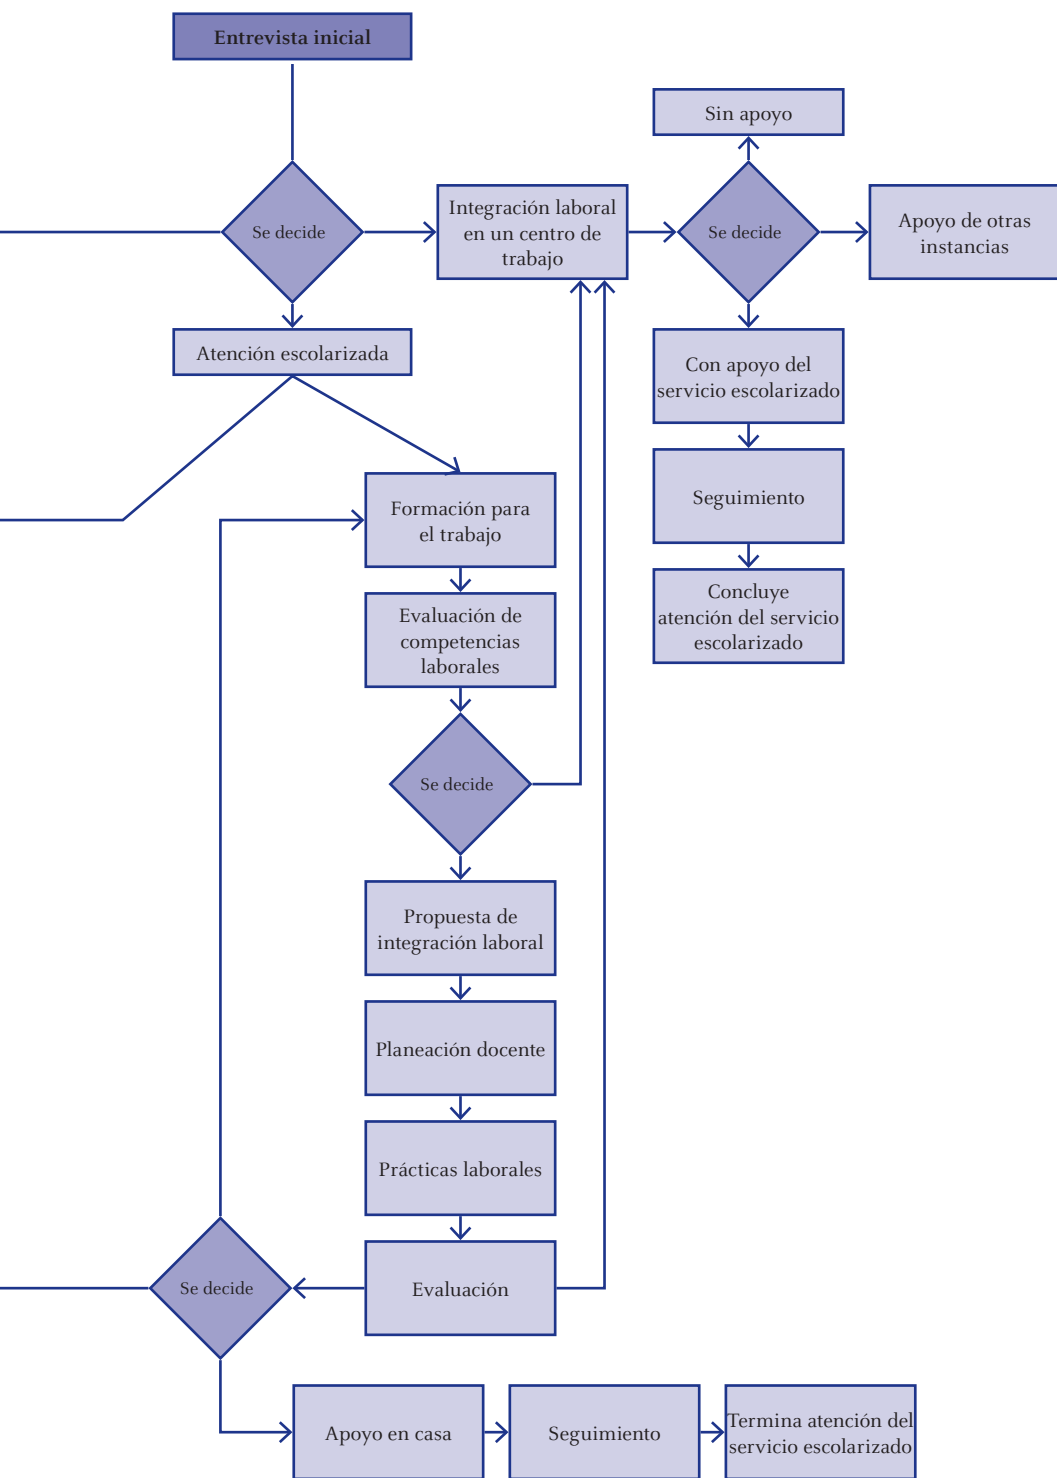 Entrevista inicial
Sin apoyo
Se decide
Integración laboral
en un centro de
trabajo
Se decide
Apoyo de otras
instancias
Atención escolarizada
Con apoyo del
servicio escolarizado
Formación para
el trabajo
Seguimiento
Evaluación de
competencias
laborales
Concluye
atención del servicio
escolarizado
Se decide
Propuesta de
integración laboral
Planeación docente
Prácticas laborales
Se decide
Evaluación
Apoyo en casa
Seguimiento
Termina atención del
servicio escolarizado